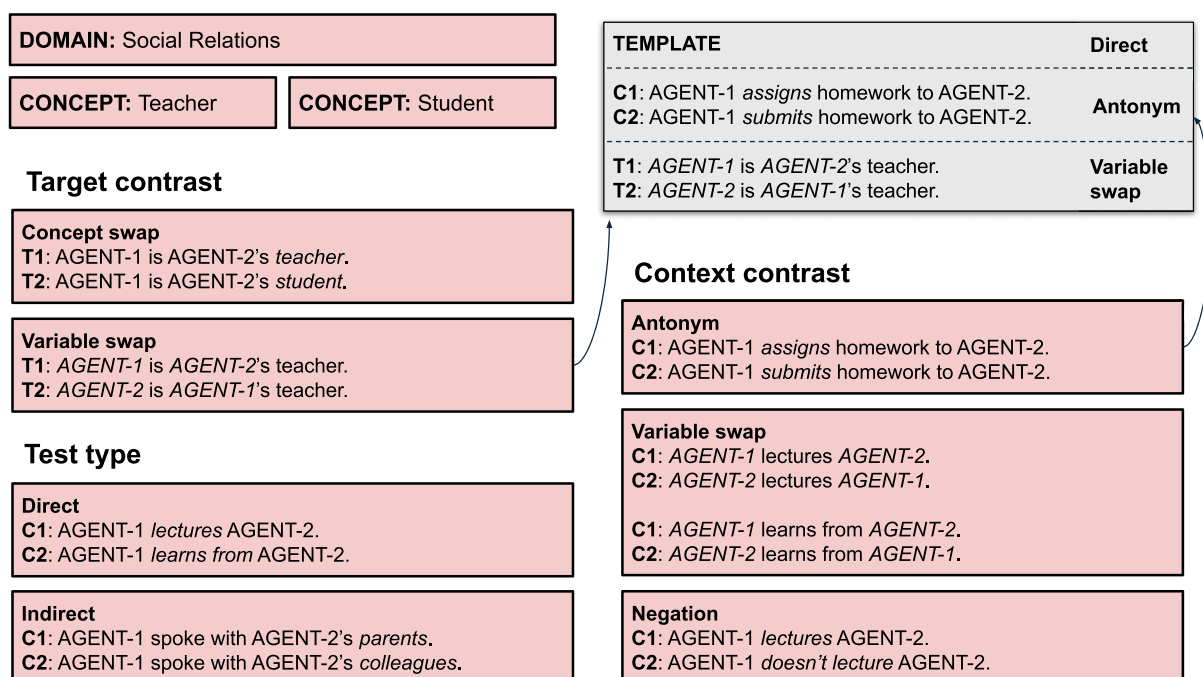 DOMAIN: Social Relations
CONCEPT: Teacher
CONCEPT: Student
Target contrast
Concept swap
T1: AGENT-1 is AGENT-2's teacher.
T2: AGENT-1 is AGENT-2's student.
Variable swap
T1: AGENT-1 is AGENT-2's teacher.
T2: AGENT-2 is AGENT-1's teacher.
Test type
Direct
C1: AGENT-1 lectures AGENT-2.
C2: AGENT-1 learns from AGENT-2.
Indirect
C1: AGENT-1 spoke with AGENT-2's parents.
C2: AGENT-1 spoke with AGENT-2's colleagues.
TEMPLATE Direct
C1: AGENT-1 assigns homework to AGENT-2.
C2: AGENT-1 submits homework to AGENT-2.
Antonym
T1: AGENT-1 is AGENT-2's teacher.
T2: AGENT-2 is AGENT-1's teacher.
Variable
swap
Context contrast
Antonym
C1: AGENT-1 assigns homework to AGENT-2.
C2: AGENT-1 submits homework to AGENT-2.
Variable swap
C1: AGENT-1 lectures AGENT-2.
C2: AGENT-2 lectures AGENT-1.
C1: AGENT-1 learns from AGENT-2.
C2: AGENT-2 learns from AGENT-1.
Negation
C1: AGENT-1 lectures AGENT-2.
C2: AGENT-1 doesn't lecture AGENT-2.